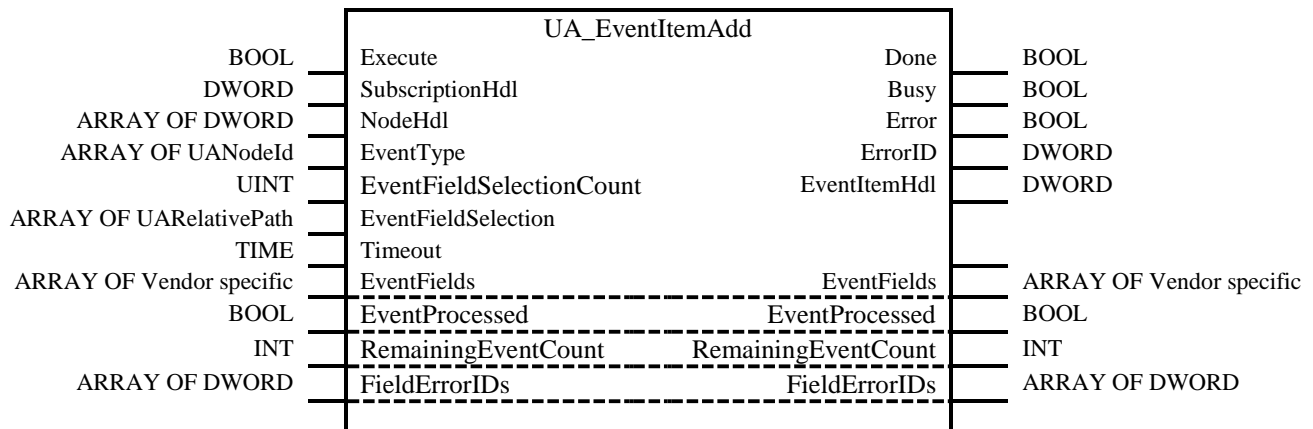 UA_EventItemAdd
BOOL Execute Done BOOL
DWORD SubscriptionHdl Busy BOOL
ARRAY OF DWORD NodeHdl Error BOOL
ARRAY OF UANodeId EventType ErrorID DWORD
UINT EventFieldSelectionCount EventItemHdl DWORD
ARRAY OF UARelativePath EventFieldSelection
TIME Timeout
ARRAY OF Vendor specific EventFields EventFields ARRAY OF Vendor specific
BOOL EventProcessed EventProcessed BOOL
INT RemainingEventCount RemainingEventCount INT
ARRAY OF DWORD FieldErrorIDs FieldErrorIDs ARRAY OF DWORD